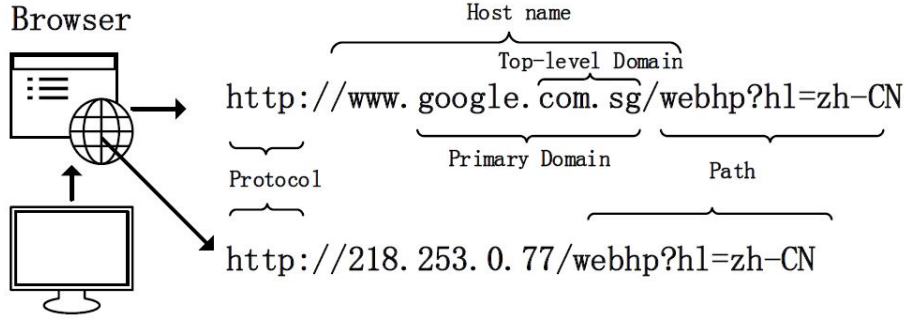 Browser
Host name
Top-level Domain
http://www.google.com.sg/webhp?hl=zh-CN
Primary Domain
Protocol
Path
http://218.253.0.77/webhp?hl=zh-CN